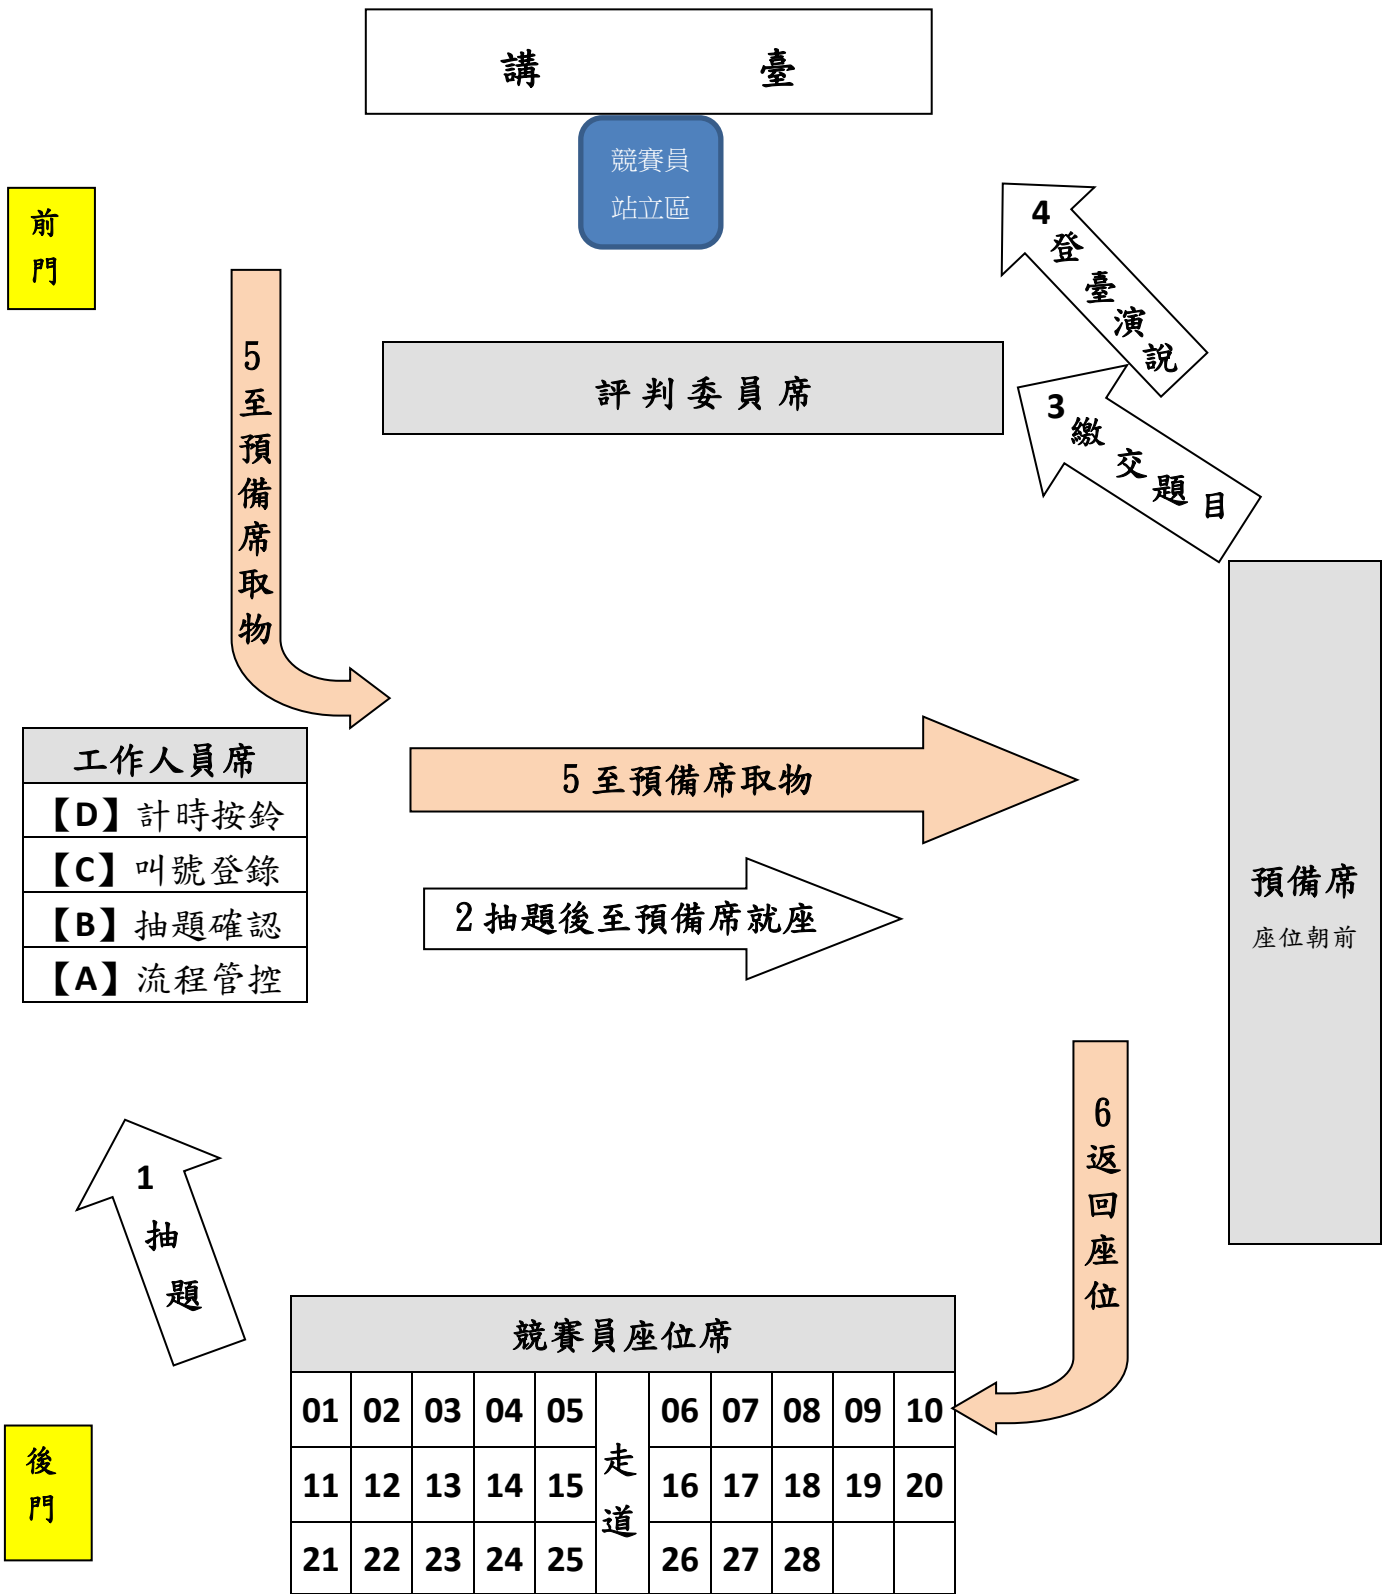 講 臺
競賽員
站立區
前
門
4 登臺演說
5 至預備席取物
評判委員席
3 繳交題目
工作人員席
【D】計時按鈴
【C】叫號登錄
【B】抽題確認
【A】流程管控
5 至預備席取物
2 抽題後至預備席就座
預備席
座位朝前
1 抽題
6 返回座位
競賽員座位席
01 02 03 04 05 06 07 08 09 10
走道
11 12 13 14 15 16 17 18 19 20
21 22 23 24 25 26 27 28
後
門